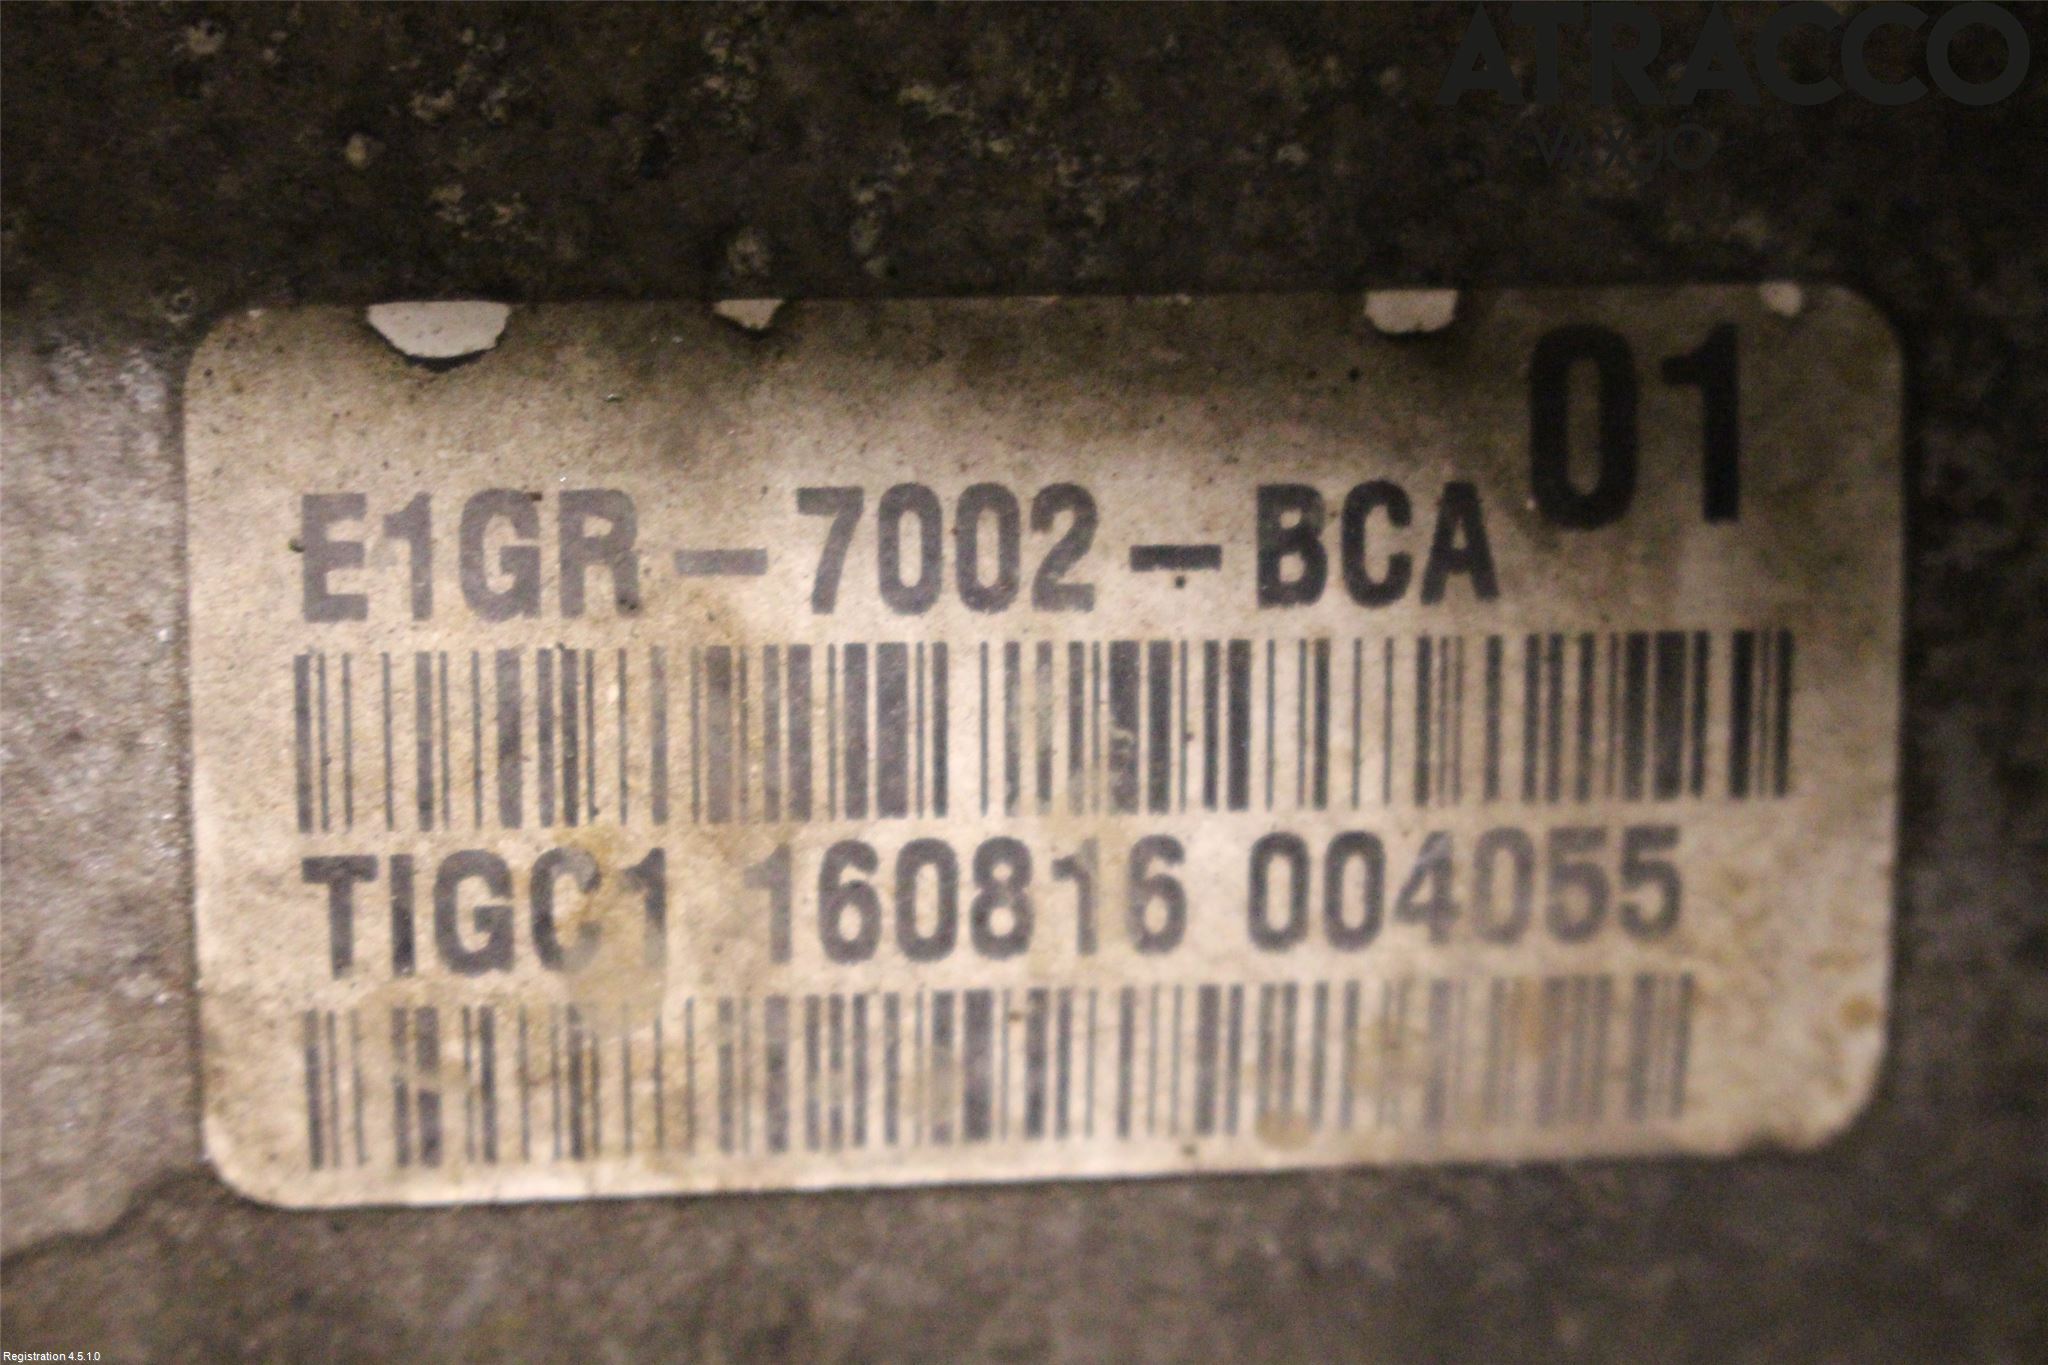 ATRACCO
VÄXJÖ
01
E1GR-7002-BCA
TIGC1 160816 004055
Registration 4.5.1.0